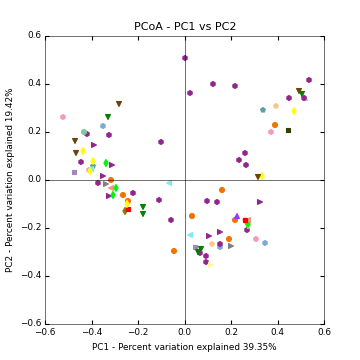 PCoA - PC1 vs PC2
0.6
0.4
0.2
0.0
−0.2
−0.4
−0.6
PC2 - Percent variation explained 19.42%
−0.6 −0.4 −0.2 0.0 0.2 0.4 0.6
PC1 - Percent variation explained 39.35%